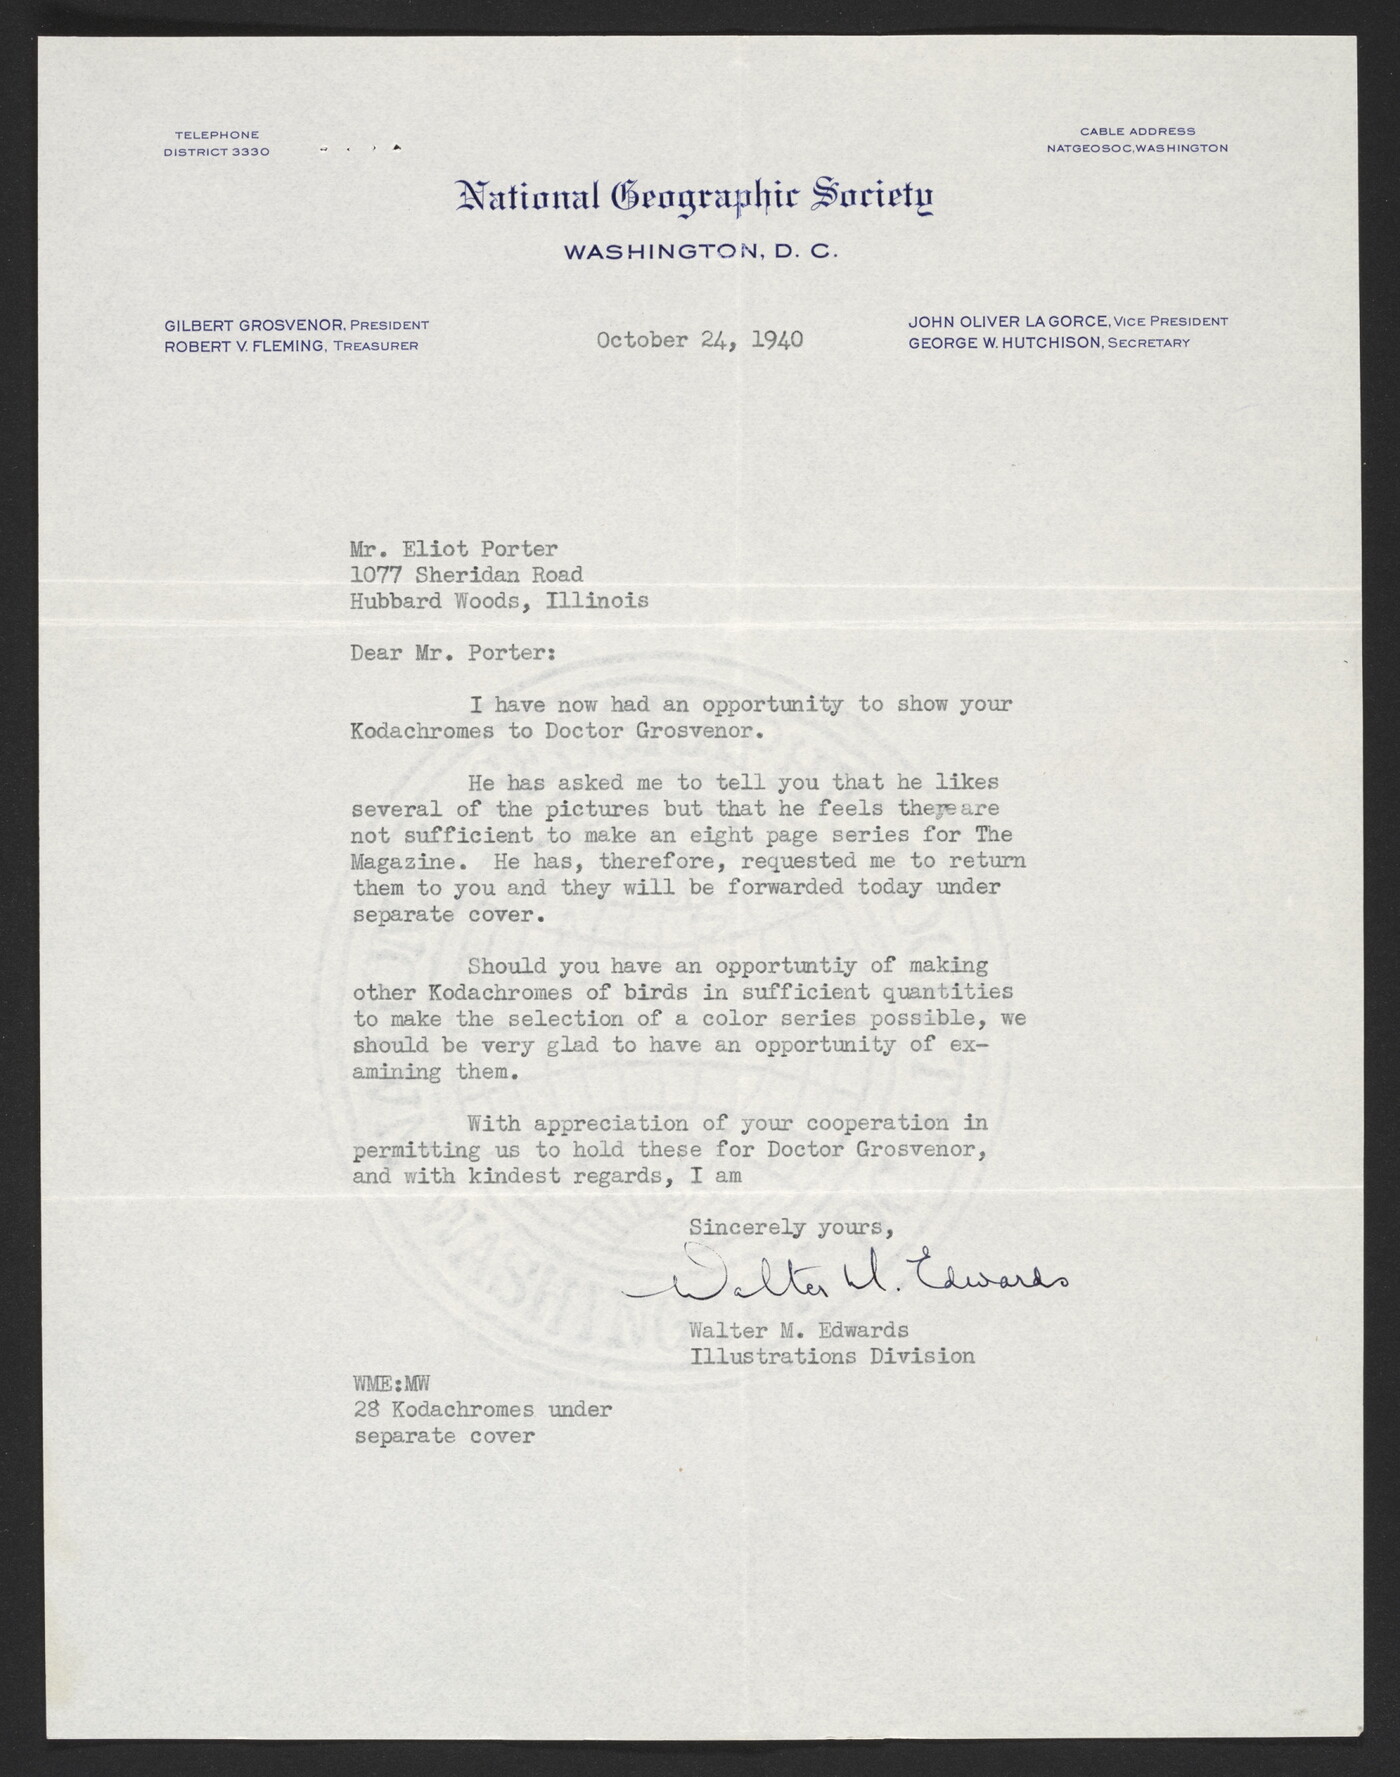 TELEPHONE
DISTRICT 3330
CABLE ADDRESS
NATGEOSOC, WASHINGTON
National Geographic Society
WASHINGTON, D. C.
GILBERT GROSVENOR, PRESIDENT
ROBERT V. FLEMING, TREASURER
JOHN OLIVER LA GORCE, VICE PRESIDENT
GEORGE W. HUTCHISON, SECRETARY
October 24, 1940
Mr. Eliot Porter
1077 Sheridan Road
Hubbard Woods, Illinois
Dear Mr. Porter:
I have now had an opportunity to show your
Kodachromes to Doctor Grosvenor.
He has asked me to tell you that he likes
several of the pictures but that he feels there are
not sufficient to make an eight page series for The
Magazine. He has, therefore, requested me to return
them to you and they will be forwarded today under
separate cover.
Should you have an opportuntiy of making
other Kodachromes of birds in sufficient quantities
to make the selection of a color series possible, we
should be very glad to have an opportunity of ex-
amining them.
With appreciation of your cooperation in
permitting us to hold these for Doctor Grosvenor,
and with kindest regards, I am
Sincerely yours,
Walter M. Edwards
Walter M. Edwards
Illustrations Division
WME:MW
28 Kodachromes under
separate cover